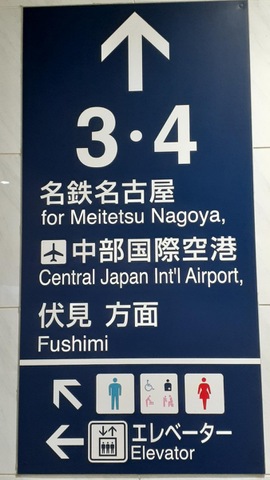 3・4
名鉄名古屋
for Meitetsu Nagoya,
中部国際空港
Central Japan Int'l Airport,
伏見 方面
Fushimi
エレベーター
Elevator